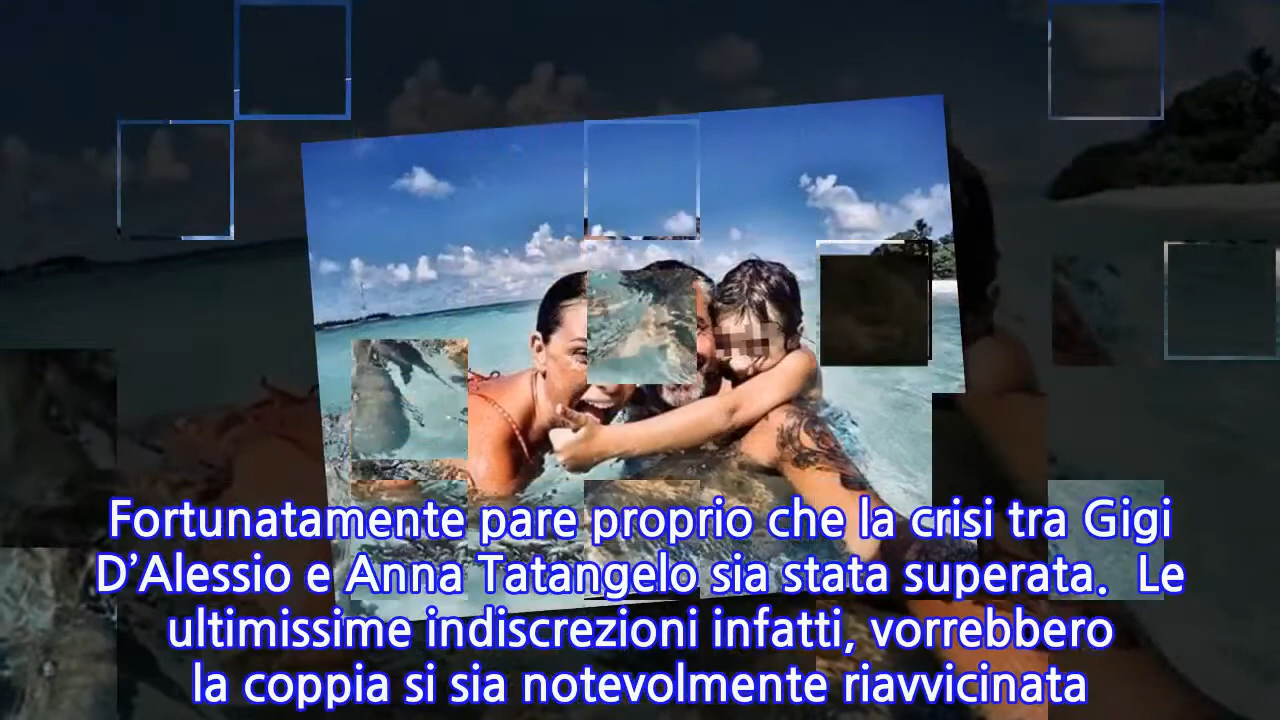 Fortunatamente pare proprio che la crisi tra Gigi
D’Alessio e Anna Tatangelo sia stata superata.  Le
ultimissime indiscrezioni infatti, vorrebbero
la coppia si sia notevolmente riavvicinata